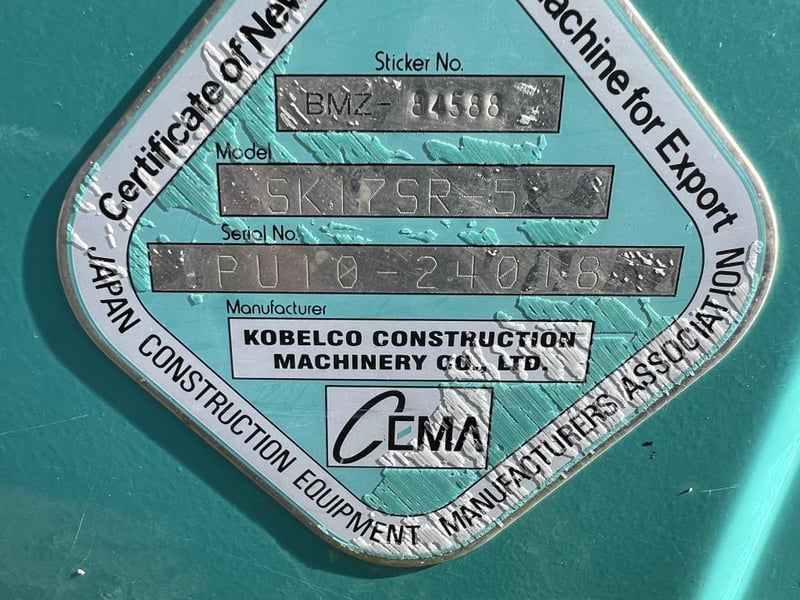 Certificate of New Machine for Export
Sticker No.
BMZ- 84588
Model
SK17SR-5
Serial No.
PU10-24018
Manufacturer
KOBELCO CONSTRUCTION
MACHINERY CO., LTD.
CEMA
JAPAN CONSTRUCTION EQUIPMENT MANUFACTURERS ASSOCIATION